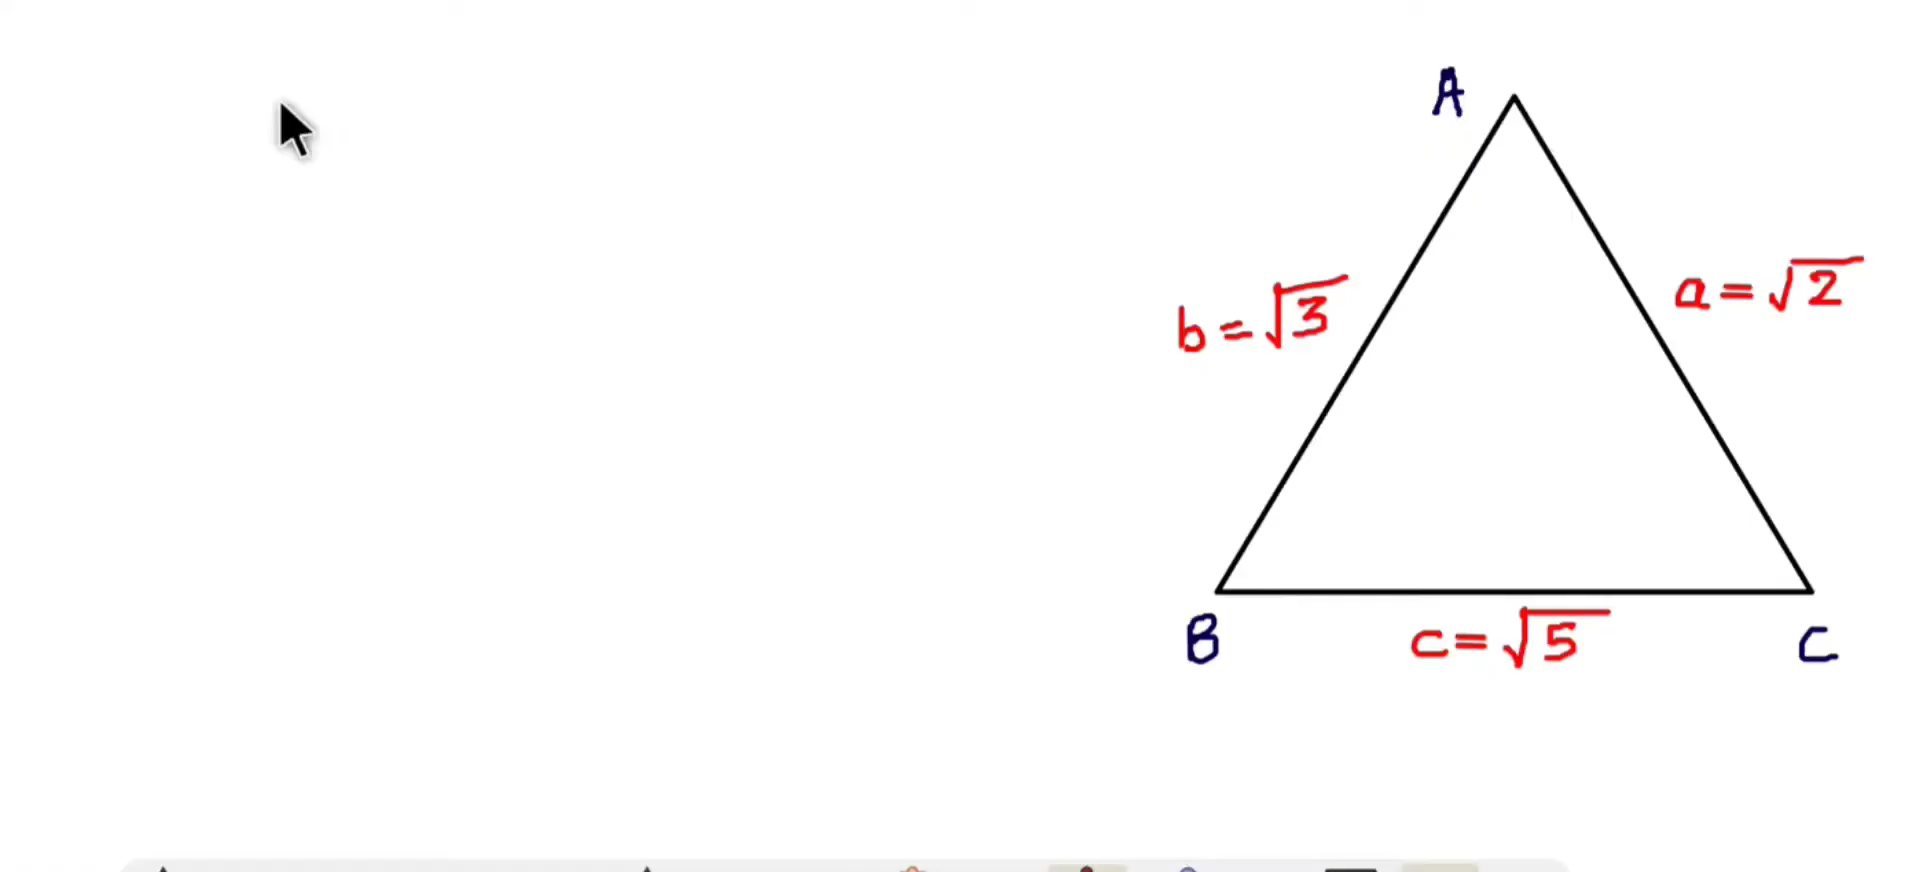 A
b = √3
a = √2
B
c = √5
C